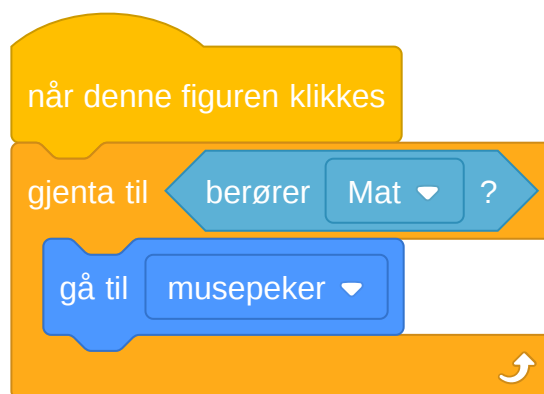 når denne figuren klikkes
gjenta til berører Mat ?
gå til musepeker